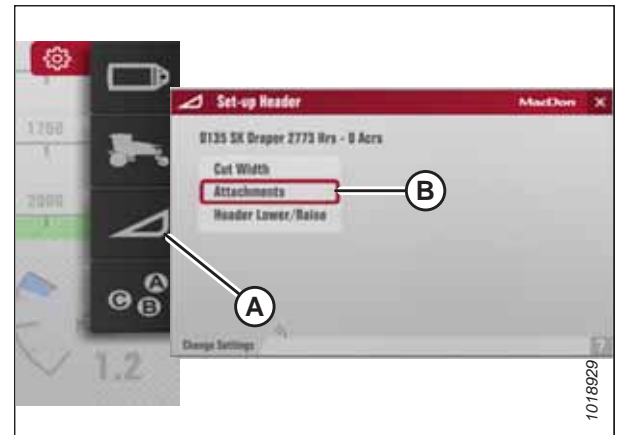 1750
2000
1.2
C A B
Set-up Header MacDon X
D135 SK Draper 2773 Hrs - 0 Acrs
Cut Width
Attachments
Header Lower/Raise
Change Settings
?
A
B
1018929